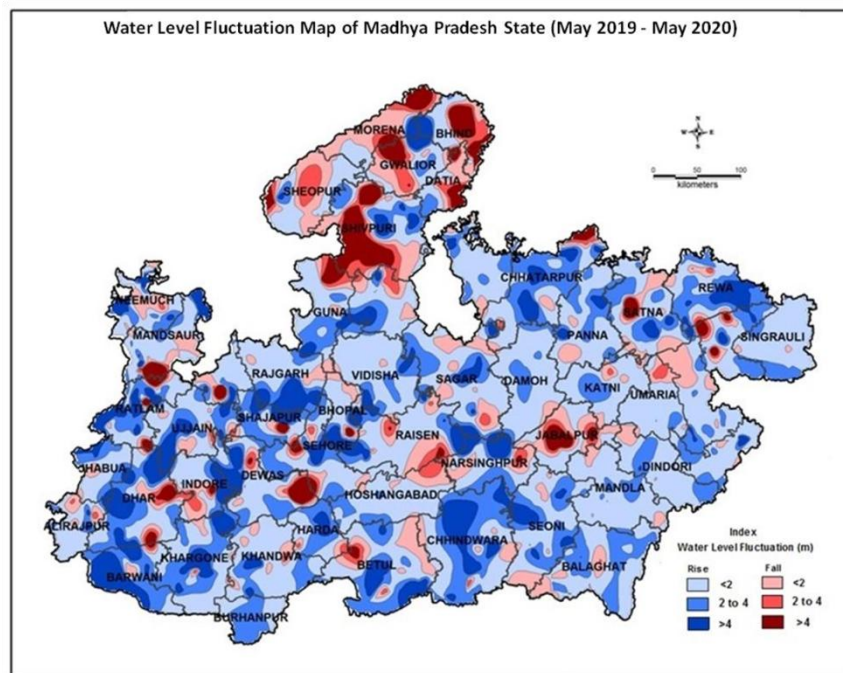 Water Level Fluctuation Map of Madhya Pradesh State (May 2019 - May 2020)
N
W E
S
0 50 100
kilometers
MORENA
BHIND
GWALIOR
DATIA
SHEOPUR
SHIVPURI
CHHATARPUR
NEEMUCH
REWA
SATNA
GUNA
MANDSAUR
PANNA
SINGRAULI
RAJGARH
VIDISHA
SAGAR
DAMOH
KATNI
UMARIA
RATLAM
SHAJAPUR
BHOPAL
UJJAIN
RAISEN
JABALPUR
SEHORE
JHABUA
NARSINGHPUR
DINDORI
DEWAS
INDORE
DHAR
HOSHANGABAD
MANDLA
ALIRAJPUR
HARDA
SEONI
CHHINDWARA
KHARGONE
KHANDWA
BETUL
BALAGHAT
BARWANI
BURHANPUR
Index
Water Level Fluctuation (m)
Rise Fall
<2 <2
2 to 4 2 to 4
>4 >4